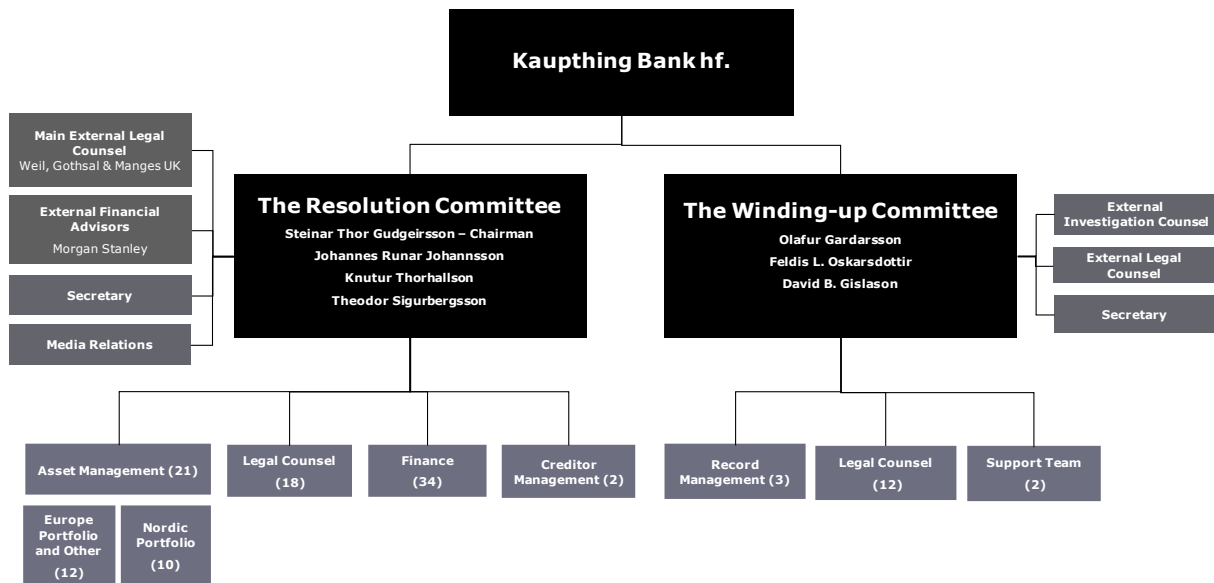 Kaupthing Bank hf.
Main External Legal
Counsel
Weil, Gothsal & Manges UK
External Financial
Advisors
Morgan Stanley
Secretary
Media Relations
The Resolution Committee
Steinar Thor Gudgeirsson – Chairman
Johannes Runar Johannsson
Knutur Thorhallson
Theodor Sigurbergsson
The Winding-up Committee
Olafur Gardarsson
Feldis L. Oskarsdottir
David B. Gislason
External
Investigation Counsel
External Legal
Counsel
Secretary
Asset Management (21)
Legal Counsel
(18)
Finance
(34)
Creditor
Management (2)
Record
Management (3)
Legal Counsel
(12)
Support Team
(2)
Europe
Portfolio
and Other
(12)
Nordic
Portfolio
(10)